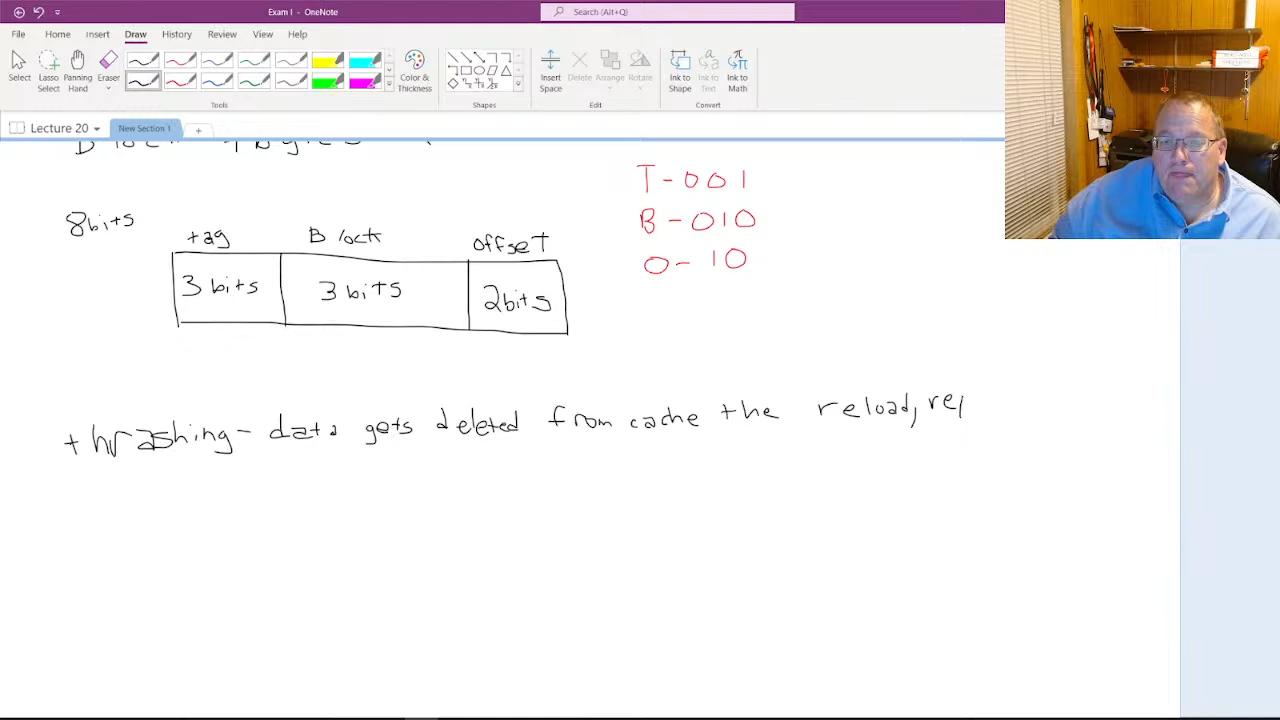 Exam I - OneNote
Search (Alt+Q)
File Home Insert Draw History Review View Help
Select Lasso Select Panning Hand Eraser Color & Thickness Insert Space Delete Arrange Rotate Ink to Shape Ink to Text Ink to Math
Tools Shapes Edit Convert
Lecture 20 New Section 1 +
T-001
8bits
B-010
tag Block offset
0-10
3 bits 3 bits 2bits
thrashing - data gets deleted from cache the reload,